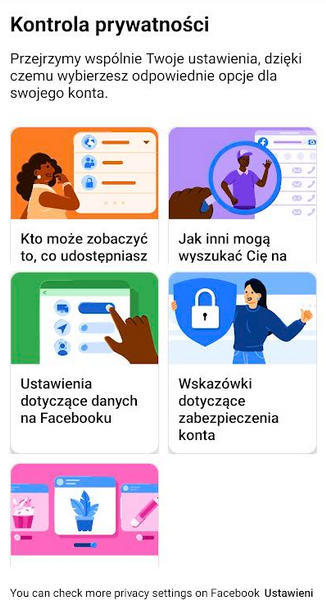 Kontrola prywatności
Przejrzymy wspólnie Twoje ustawienia, dzięki
czemu wybierzesz odpowiednie opcje dla
swojego konta.
Kto może zobaczyć
to, co udostępniasz
Jak inni mogą
wyszukać Cię na
Ustawienia
dotyczące danych
na Facebooku
Wskazówki
dotyczące
zabezpieczenia
konta
You can check more privacy settings on Facebook Ustawieni